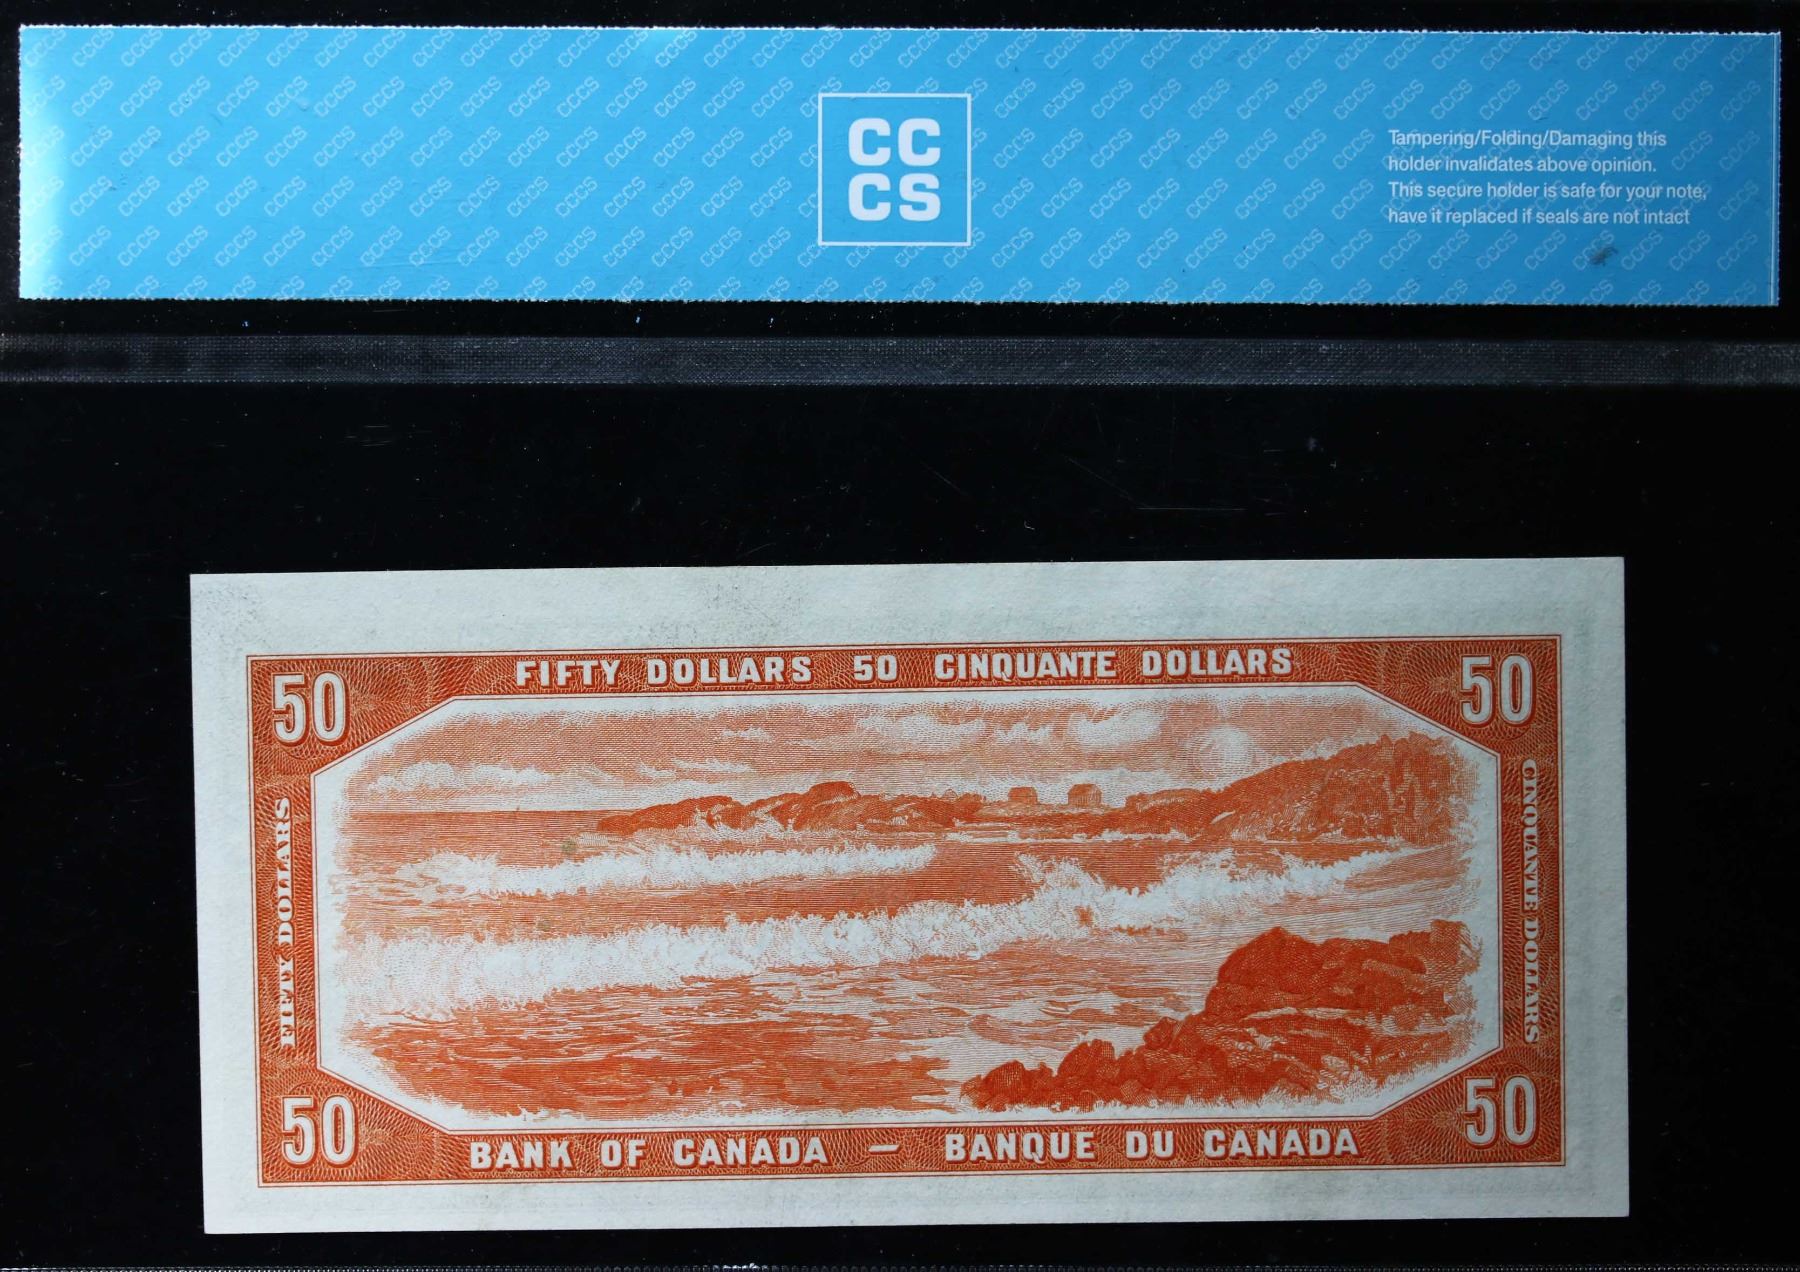 CC
CS
Tampering/Folding/Damaging this
holder invalidates above opinion.
This secure holder is safe for your note,
have it replaced if seals are not intact
FIFTY DOLLARS 50 CINQUANTE DOLLARS
50
50
FIFTY DOLLARS
CINQUANTE DOLLARS
50
50
BANK OF CANADA — BANQUE DU CANADA